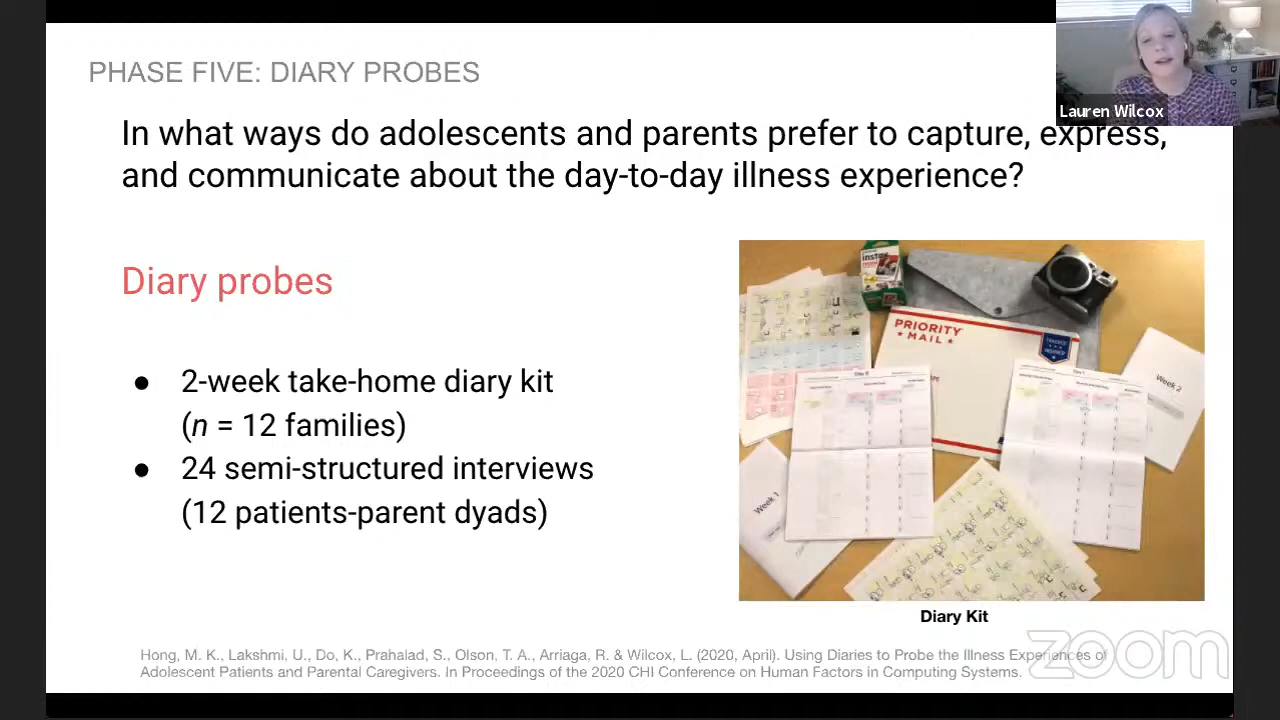 PHASE FIVE: DIARY PROBES
Lauren Wilcox
In what ways do adolescents and parents prefer to capture, express,
and communicate about the day-to-day illness experience?
Diary probes
● 2-week take-home diary kit
(n = 12 families)
● 24 semi-structured interviews
(12 patients-parent dyads)
instax
PRIORITY
★ MAIL ★
TRACKED
INSURED
Week 2
Week 1
Diary Kit
Hong, M. K., Lakshmi, U., Do, K., Prahalad, S., Olson, T. A., Arriaga, R. & Wilcox, L. (2020, April). Using Diaries to Probe the Illness Experiences of
Adolescent Patients and Parental Caregivers. In Proceedings of the 2020 CHI Conference on Human Factors in Computing Systems.
zoom